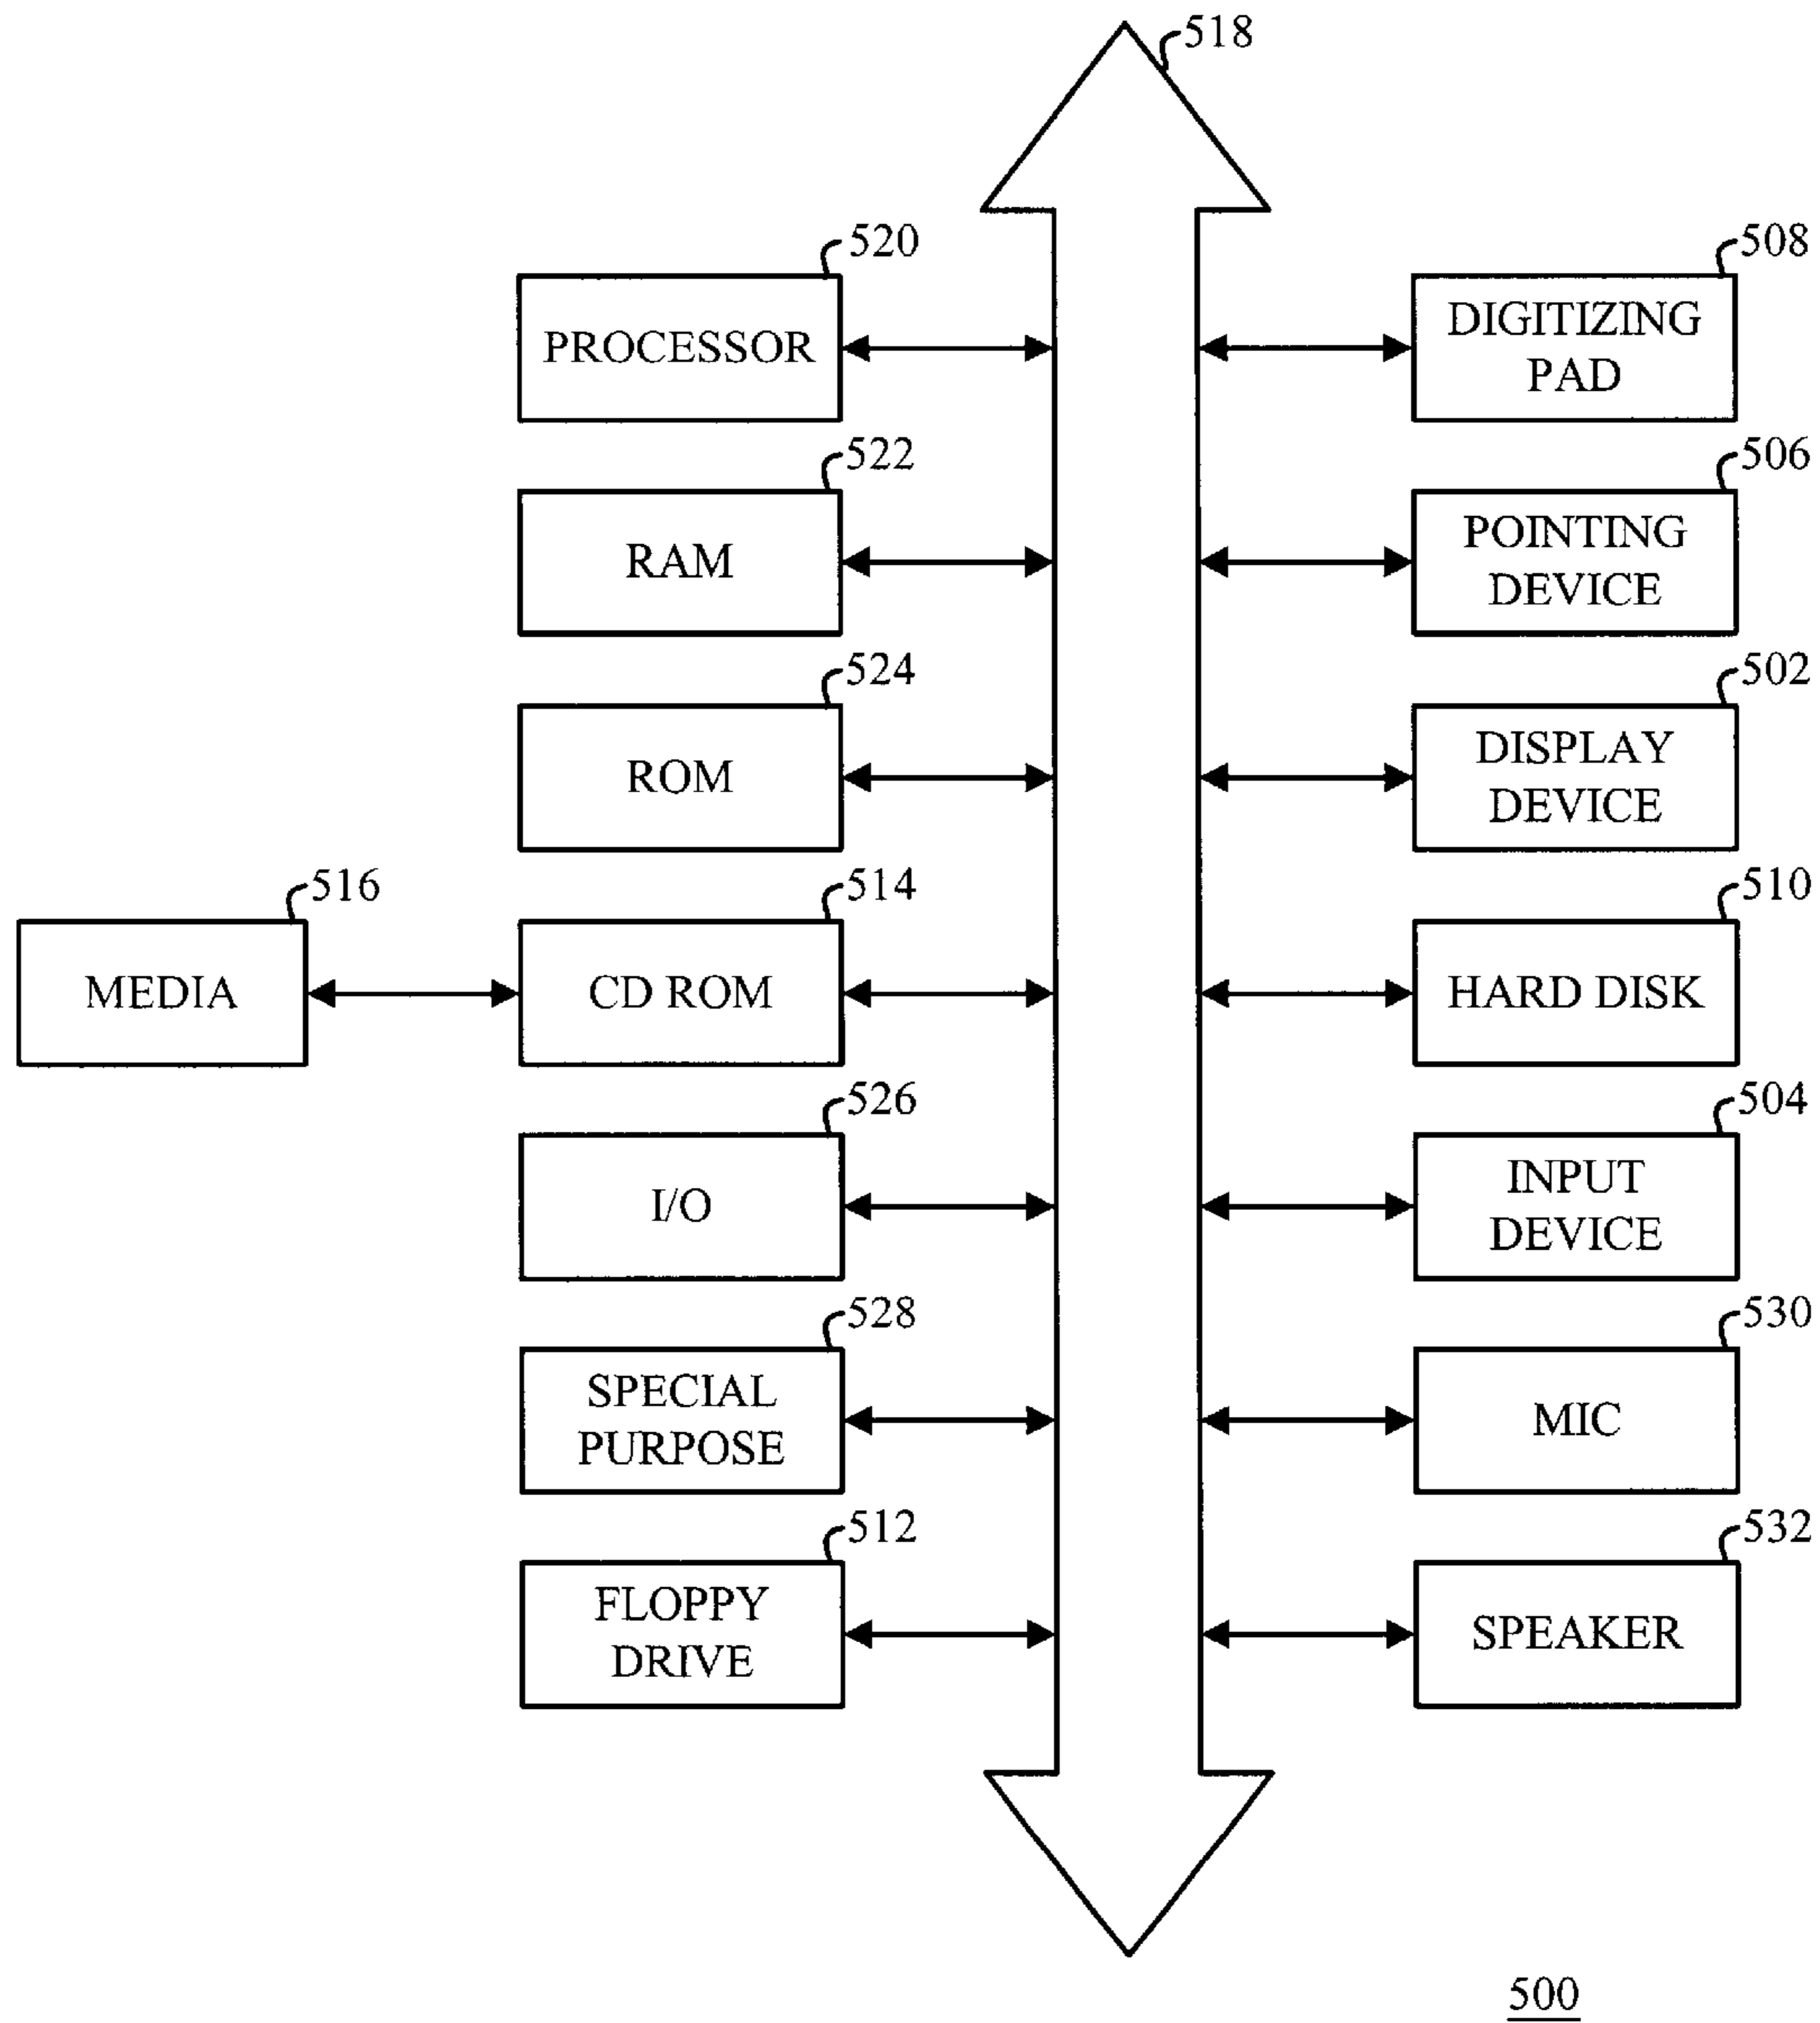 518
520
PROCESSOR
508
DIGITIZING
PAD
522
RAM
506
POINTING
DEVICE
524
ROM
502
DISPLAY
DEVICE
516
MEDIA
514
CD ROM
510
HARD DISK
526
I/O
504
INPUT
DEVICE
528
SPECIAL
PURPOSE
530
MIC
512
FLOPPY
DRIVE
532
SPEAKER
500